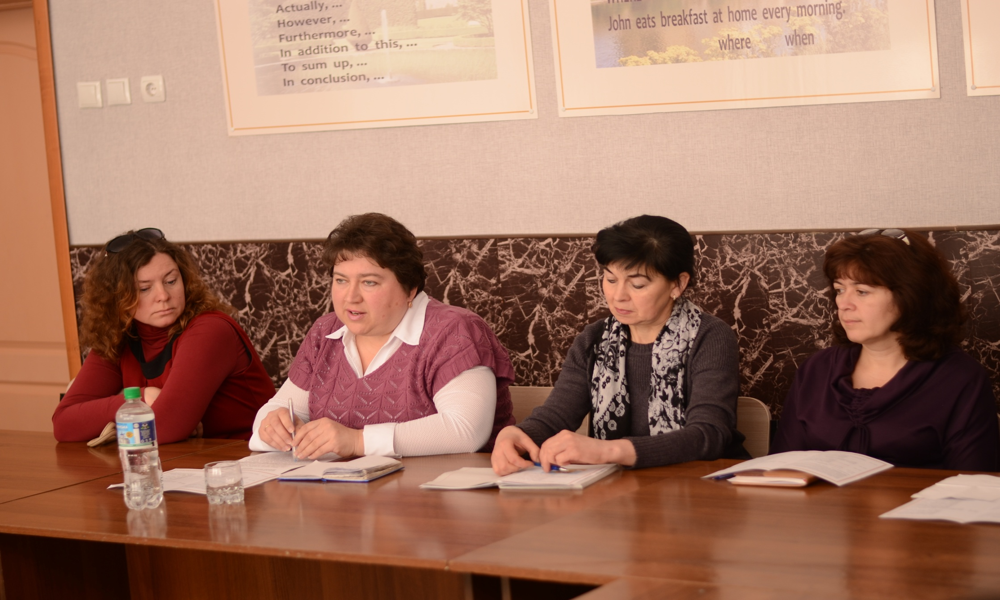 Actually, ...
However, ...
Furthermore, ...
In addition to this, ...
To sum up, ...
In conclusion, ...
John eats breakfast at home every morning.
where when